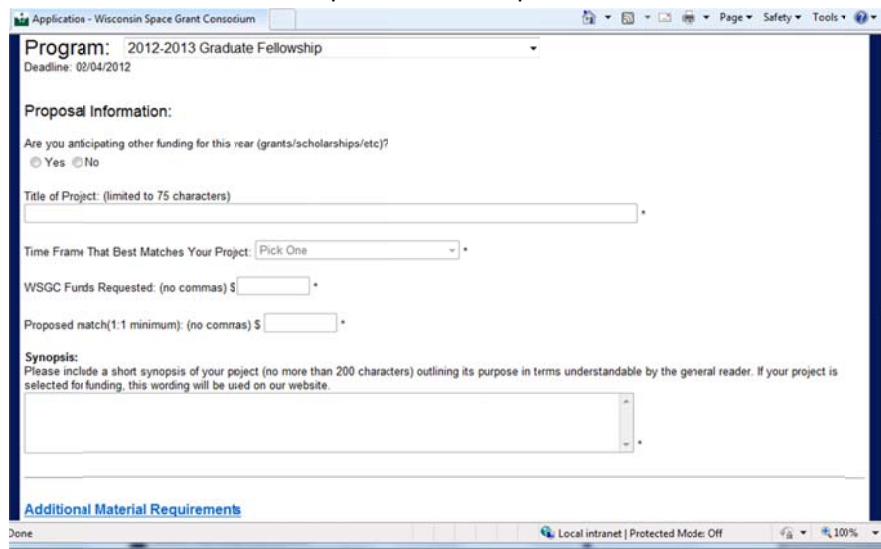 Application - Wisconsin Space Grant Consortium
Page Safety Tools
Program: 2012-2013 Graduate Fellowship
Deadline: 02/04/2012
Proposal Information:
Are you anticipating other funding for this year (grants/scholarships/etc)?
Yes No
Title of Project: (limited to 75 characters)
*
Time Frame That Best Matches Your Project: Pick One *
WSGC Funds Requested: (no commas) $ *
Proposed match(1:1 minimum): (no commas) $ *
Synopsis:
Please include a short synopsis of your poject (no more than 200 characters) outlining its purpose in terms understandable by the general reader. If your project is
selected for funding, this wording will be used on our website.
*
Additional Material Requirements
Done Local intranet | Protected Mode: Off 100%